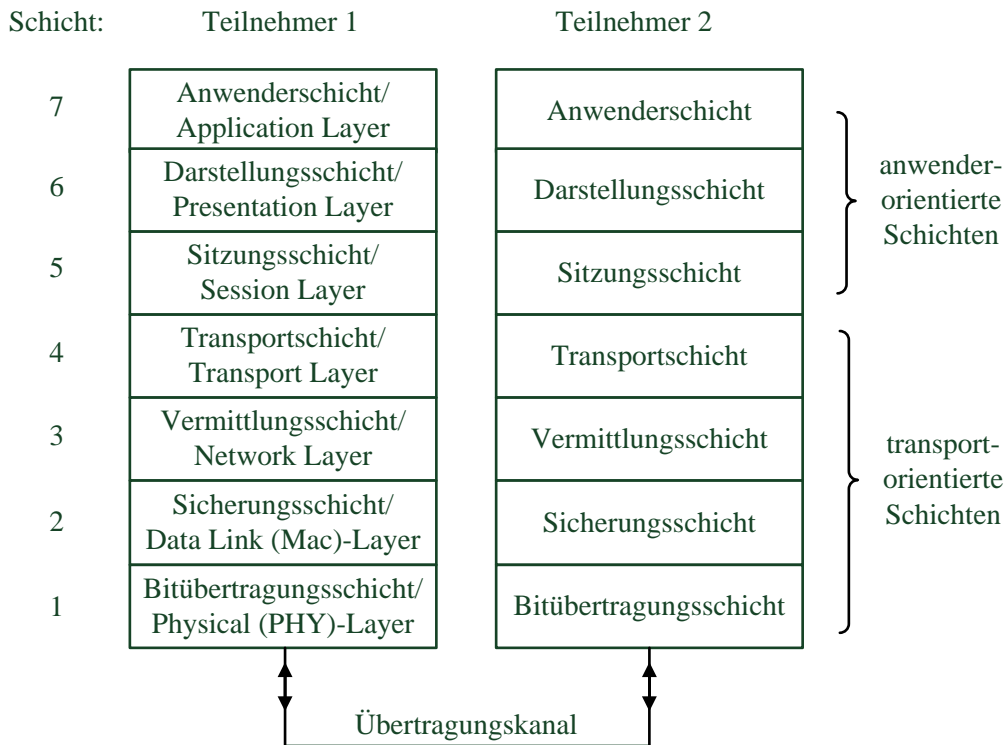 Schicht: Teilnehmer 1 Teilnehmer 2
7
Anwenderschicht/
Application Layer
Anwenderschicht
6
Darstellungsschicht/
Presentation Layer
Darstellungsschicht
5
Sitzungsschicht/
Session Layer
Sitzungsschicht
anwender-
orientierte
Schichten
4
Transportschicht/
Transport Layer
Transportschicht
3
Vermittlungsschicht/
Network Layer
Vermittlungsschicht
2
Sicherungsschicht/
Data Link (Mac)-Layer
Sicherungsschicht
1
Bitübertragungsschicht/
Physical (PHY)-Layer
Bitübertragungsschicht
transport-
orientierte
Schichten
Übertragungskanal